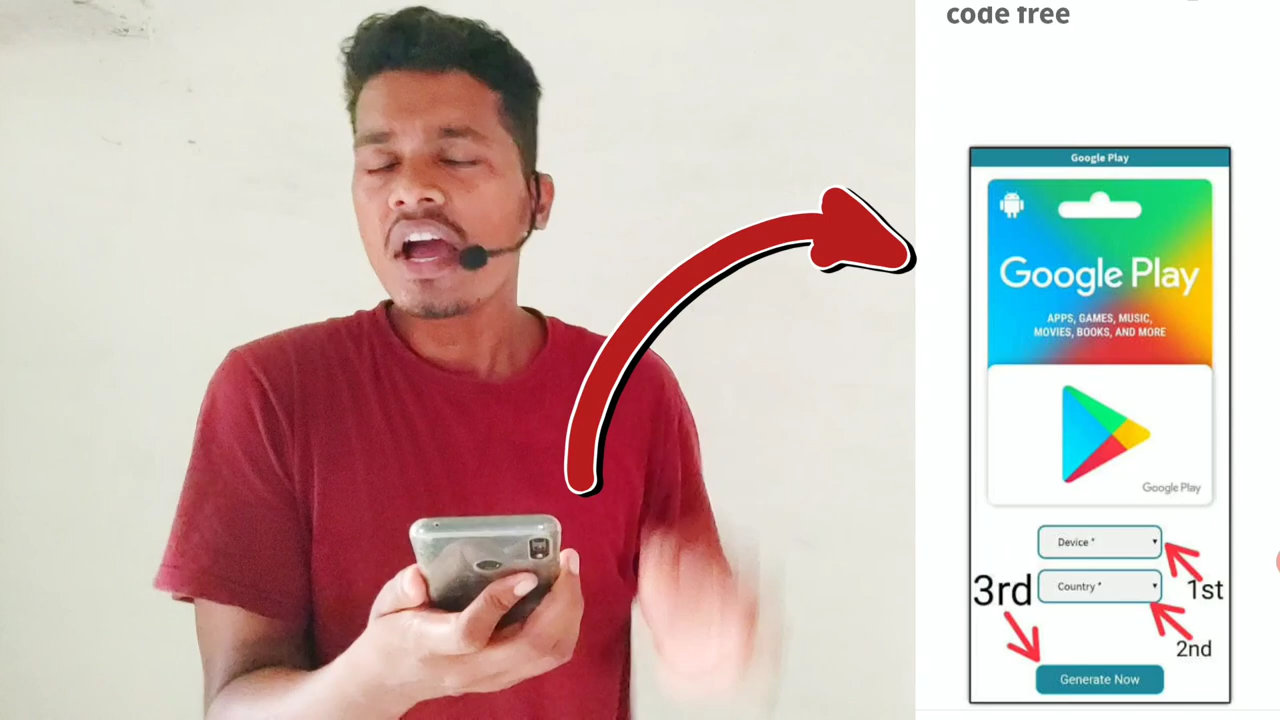 code free
Google Play
Google Play
APPS, GAMES, MUSIC,
MOVIES, BOOKS, AND MORE
Google Play
Device *
Country *
1st
2nd
3rd
Generate Now